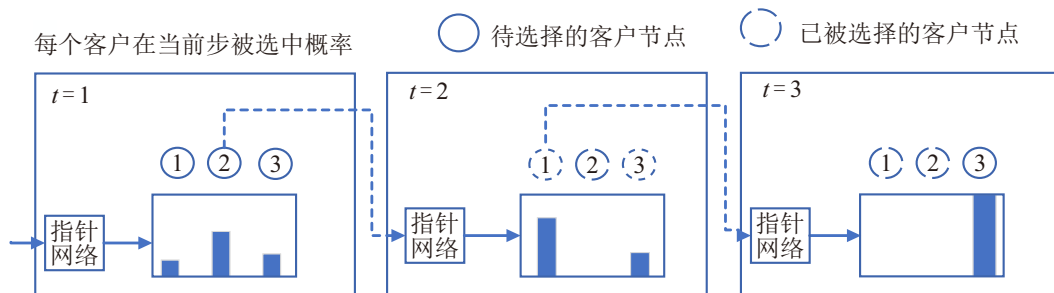 每个客户在当前步被选中概率
待选择的客户节点
已被选择的客户节点
t=1
1 2 3
指针
网络
t=2
1 2 3
指针
网络
t=3
1 2 3
指针
网络